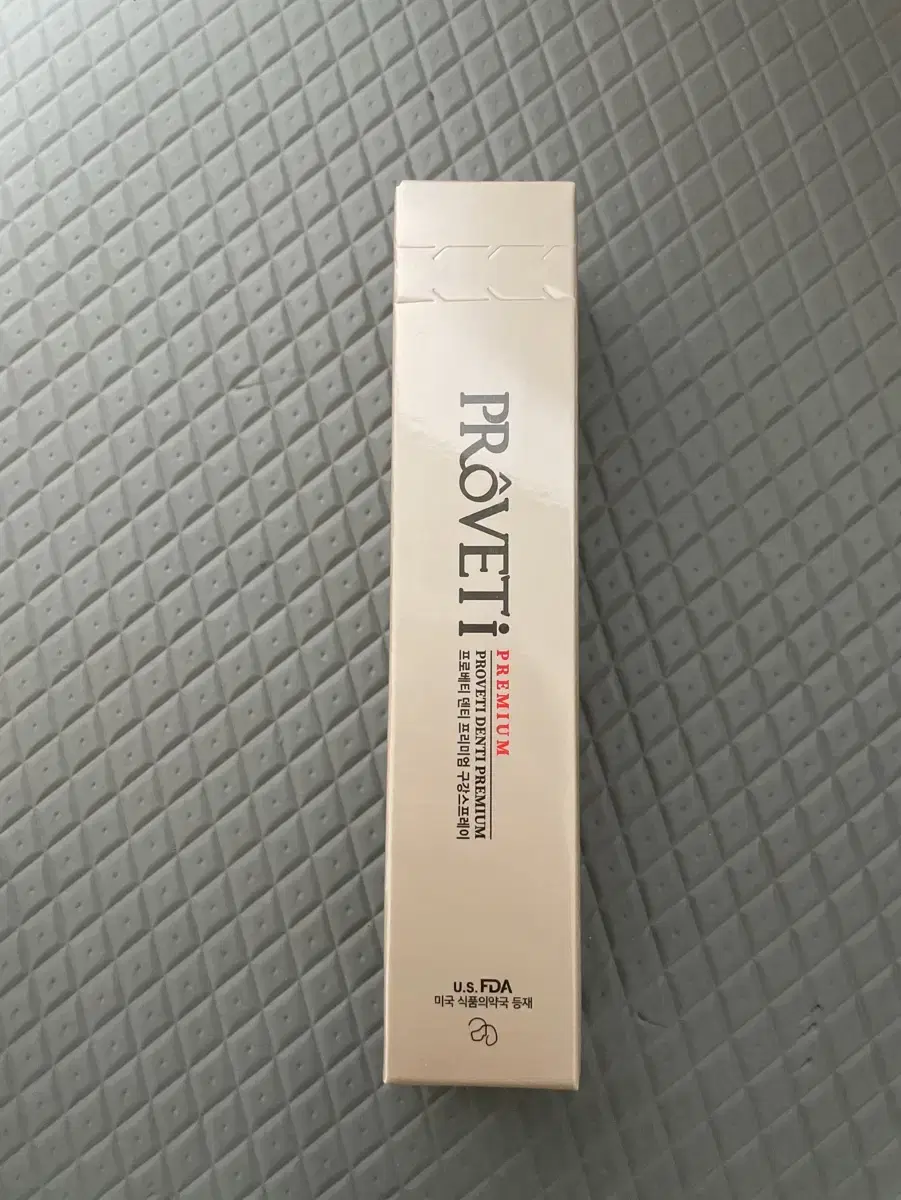 PRôVETi
PREMIUM
PROVETI DENTI PREMIUM
프로베티 덴티 프리미엄 구강스프레이
U.S. FDA
미국 식품의약국 등재